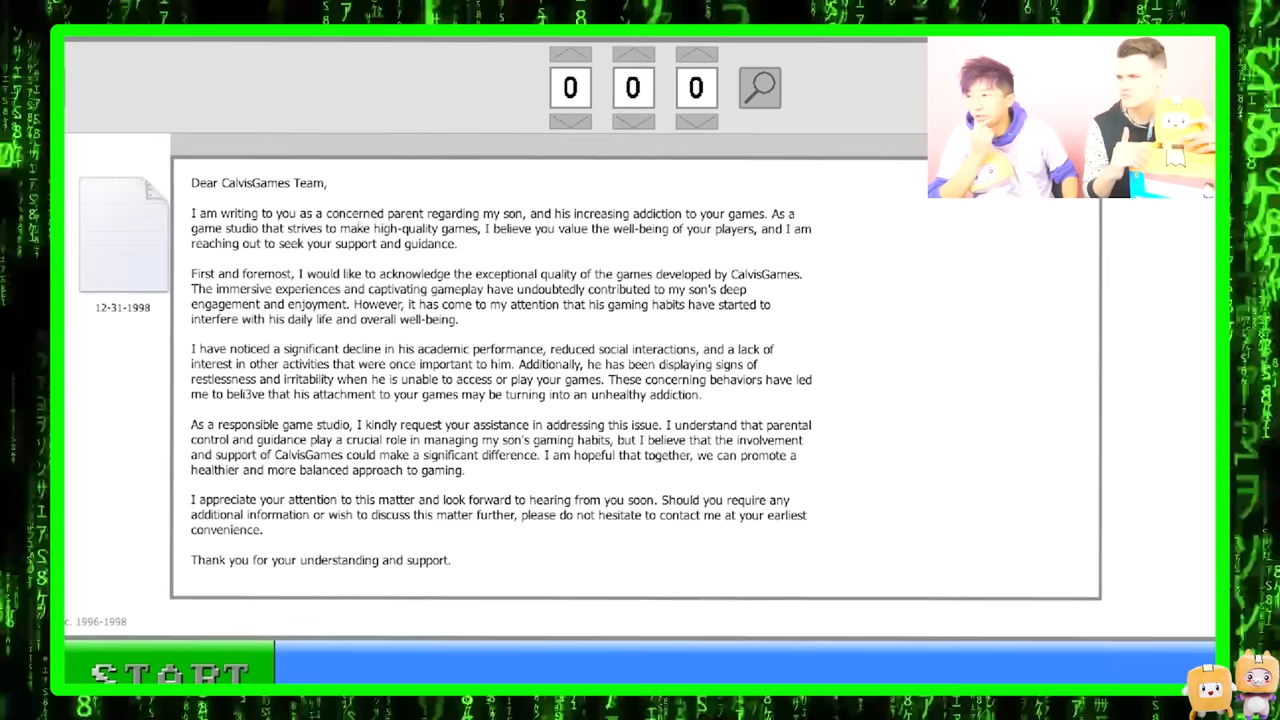 0 0 0
Dear CalvisGames Team,
I am writing to you as a concerned parent regarding my son, and his increasing addiction to your games. As a
game studio that strives to make high-quality games, I believe you value the well-being of your players, and I am
reaching out to seek your support and guidance.
First and foremost, I would like to acknowledge the exceptional quality of the games developed by CalvisGames.
The immersive experiences and captivating gameplay have undoubtedly contributed to my son's deep
engagement and enjoyment. However, it has come to my attention that his gaming habits have started to
interfere with his daily life and overall well-being.
I have noticed a significant decline in his academic performance, reduced social interactions, and a lack of
interest in other activities that were once important to him. Additionally, he has been displaying signs of
restlessness and irritability when he is unable to access or play your games. These concerning behaviors have led
me to beli3ve that his attachment to your games may be turning into an unhealthy addiction.
As a responsible game studio, I kindly request your assistance in addressing this issue. I understand that parental
control and guidance play a crucial role in managing my son's gaming habits, but I believe that the involvement
and support of CalvisGames could make a significant difference. I am hopeful that together, we can promote a
healthier and more balanced approach to gaming.
I appreciate your attention to this matter and look forward to hearing from you soon. Should you require any
additional information or wish to discuss this matter further, please do not hesitate to contact me at your earliest
convenience.
Thank you for your understanding and support.
12-31-1998
c. 1996-1998
START